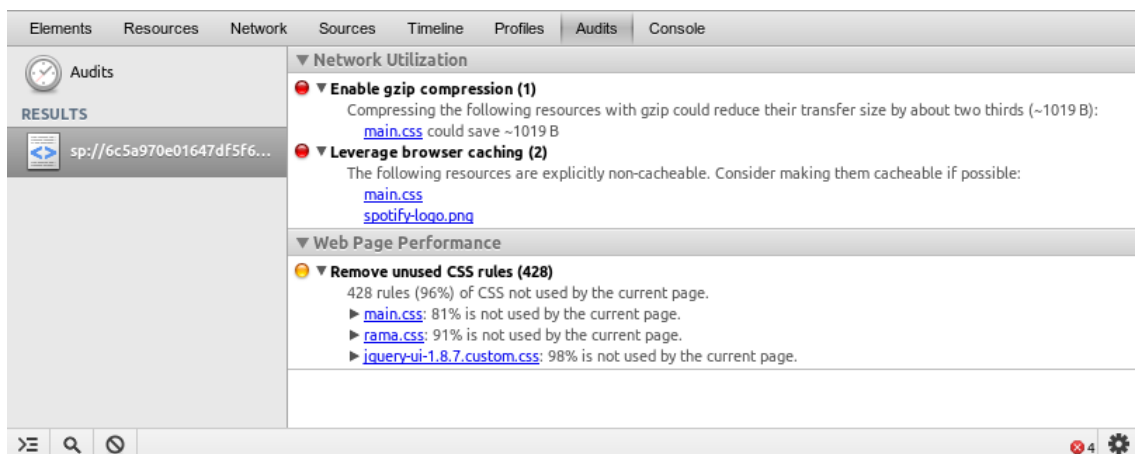 Elements Resources Network Sources Timeline Profiles Audits Console
Audits
RESULTS
sp://6c5a970e01647df5f6...
▼ Network Utilization
▼ Enable gzip compression (1)
Compressing the following resources with gzip could reduce their transfer size by about two thirds (~1019 B):
main.css could save ~1019 B
▼ Leverage browser caching (2)
The following resources are explicitly non-cacheable. Consider making them cacheable if possible:
main.css
spotify-logo.png
▼ Web Page Performance
▼ Remove unused CSS rules (428)
428 rules (96%) of CSS not used by the current page.
▶ main.css: 81% is not used by the current page.
▶ rama.css: 91% is not used by the current page.
▶ jquery-ui-1.8.7.custom.css: 98% is not used by the current page.
4